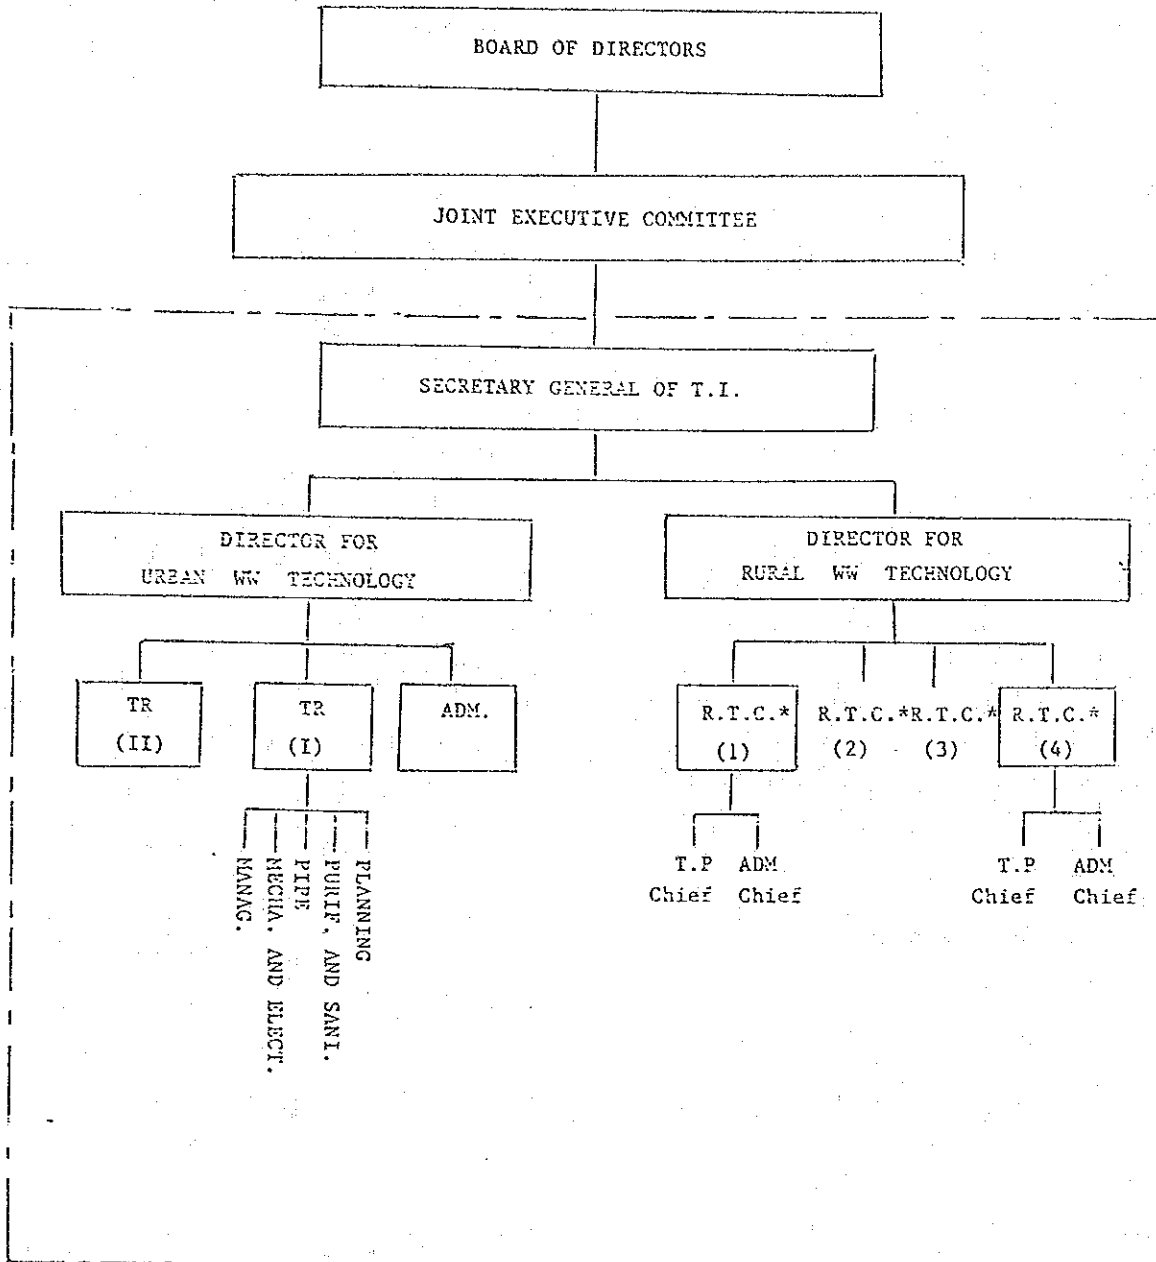 BOARD OF DIRECTORS
JOINT EXECUTIVE COMMITTEE
SECRETARY GENERAL OF T.I.
DIRECTOR FOR
URBAN WW TECHNOLOGY
DIRECTOR FOR
RURAL WW TECHNOLOGY
TR
(II)
TR
(I)
ADM.
R.T.C.*
(1)
R.T.C.*
(2)
R.T.C.*
(3)
R.T.C.*
(4)
MANAG.
MECHA. AND ELECT.
PIPE
PURIF. AND SANI.
PLANNING
T.P
Chief
ADM
Chief
T.P
Chief
ADM
Chief